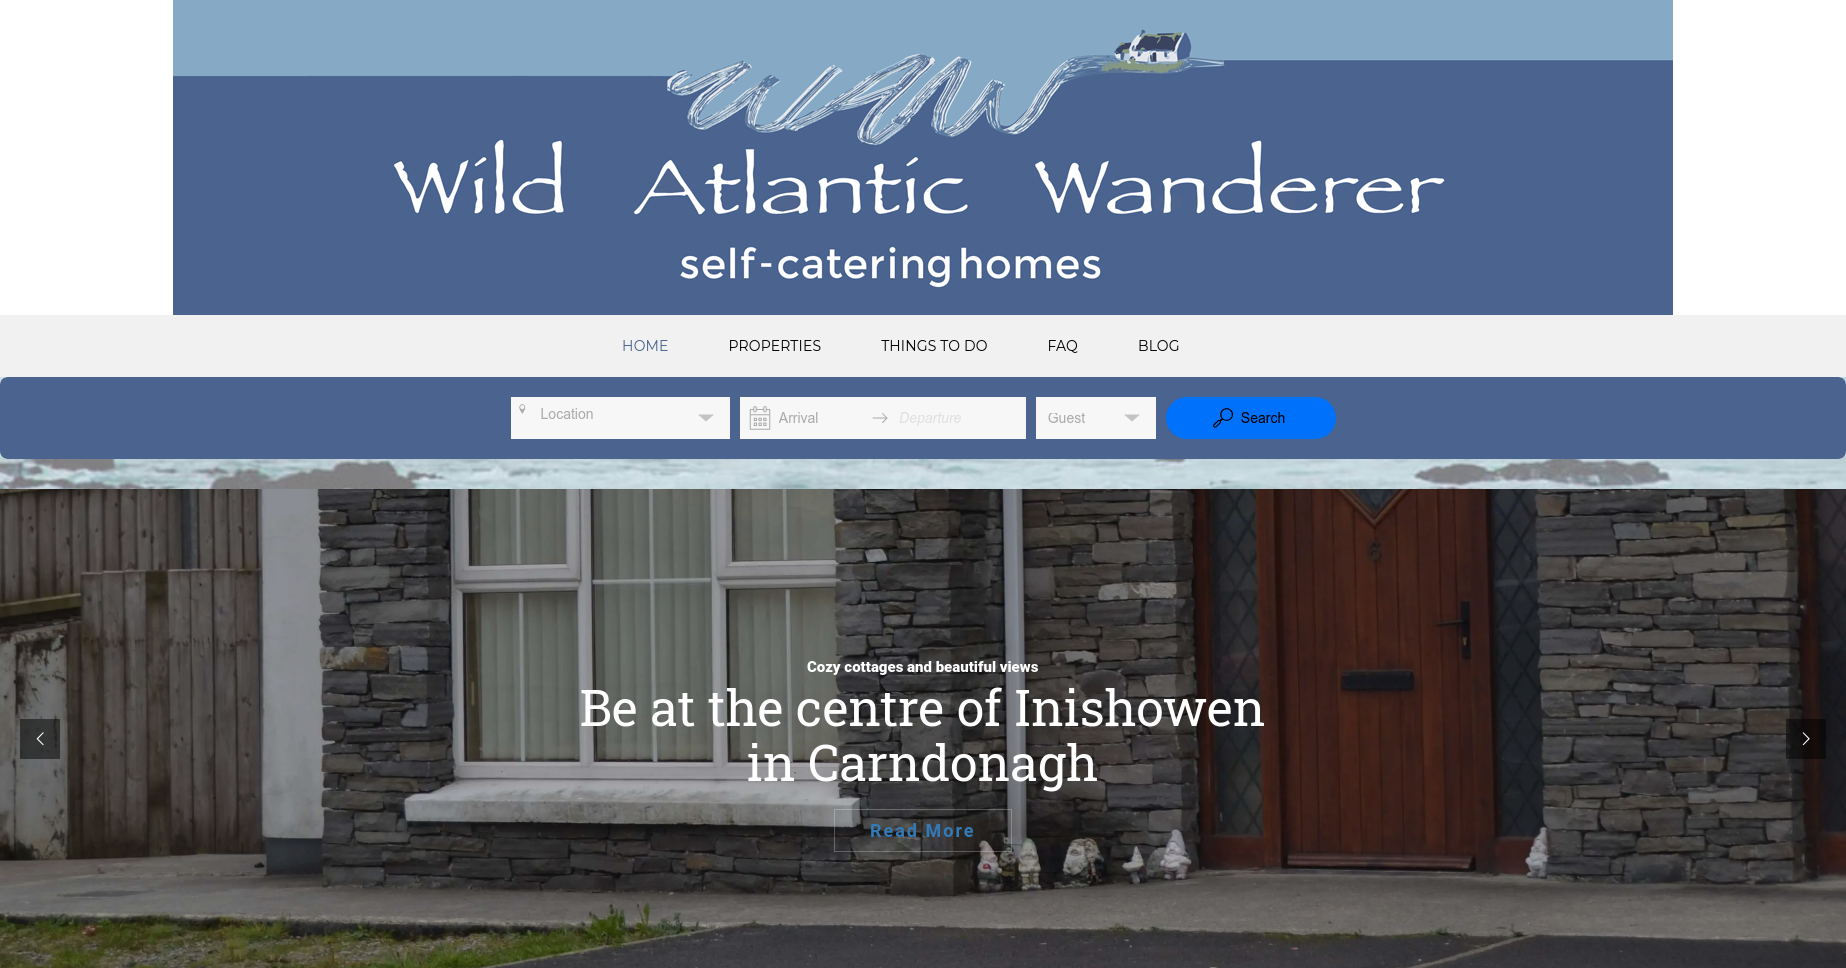 WAW
Wild Atlantic Wanderer
self-catering homes
HOME PROPERTIES THINGS TO DO FAQ BLOG
Location Arrival Departure Guest Search
Cozy cottages and beautiful views
Be at the centre of Inishowen
in Carndonagh
Read More
6